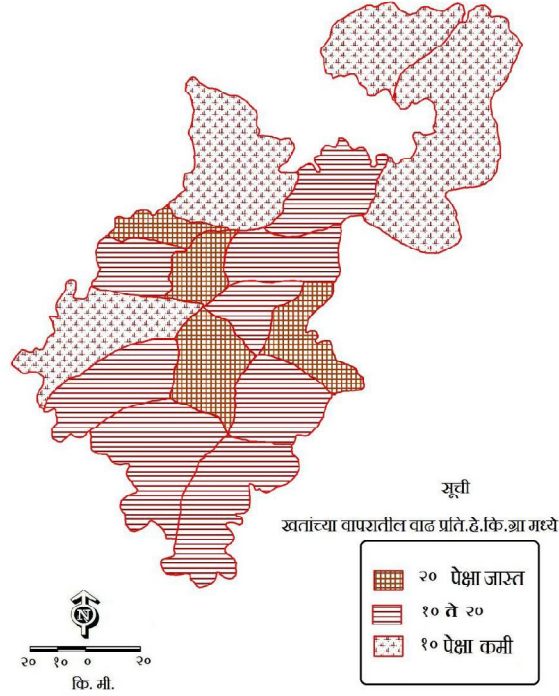 सूची
खतांच्या वापरातील वाढ प्रति.हे.कि.ग्रा मध्ये
२० पेक्षा जास्त
१० ते २०
१० पेक्षा कमी
N
२० १० ० २०
कि. मी.